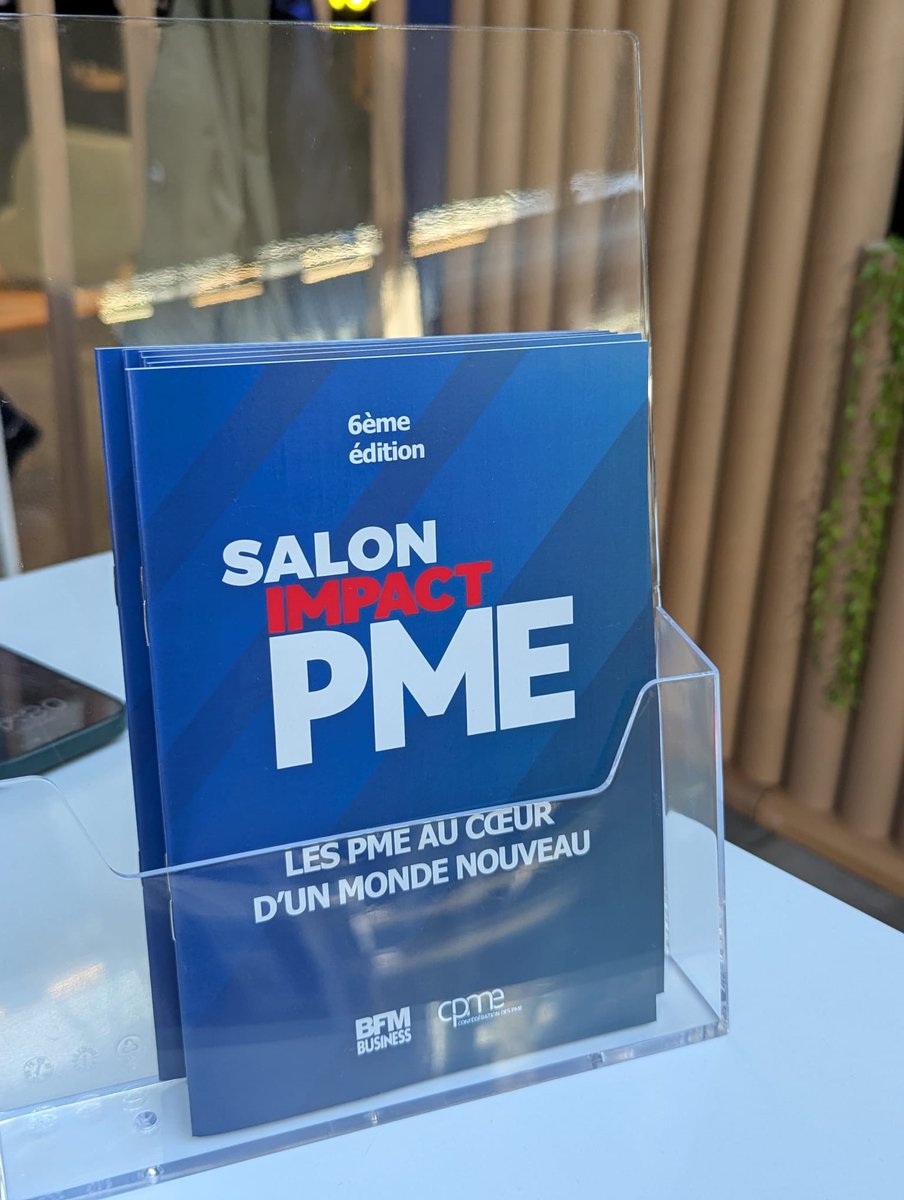 6ème
édition
SALON
IMPACT
PME
LES PME AU CŒUR
D'UN MONDE NOUVEAU
BFM
BUSINESS
cpme
CONFÉDÉRATION DES PME